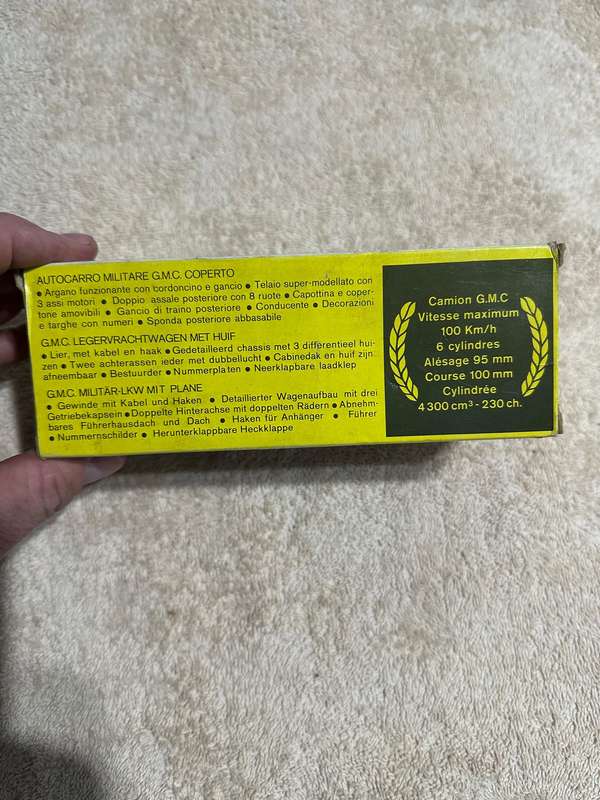 AUTOCARRO MILITARE G.M.C. COPERTO
● Argano funzionante con bordoncino e gancio ● Telaio super-modellato con
3 assi motori ● Doppio assale posteriore con 8 ruote ● Capottina e coper-
tone amovibili ● Gancio di traino posteriore ● Conducente ● Decorazioni
e targhe con numeri ● Sponda posteriore abbasabile
G.M.C. LEGERVRACHTWAGEN MET HUIF
● Lier, met kabel en haak ● Gedetailleerd chassis met 3 differentieel hui-
zen ● Twee achterassen ieder met dubbellucht ● Cabinedak en huif zijn
afneembaar ● Bestuurder ● Nummerplaten ● Neerklapbare laadklep
G.M.C. MILITÄR-LKW MIT PLANE
● Gewinde mit Kabel und Haken ● Detaillierter Wagenaufbau mit drei
Getriebekapseln ● Doppelte Hinterachse mit doppelten Rädern ● Abnehm-
bares Führerhausdach und Dach ● Haken für Anhänger ● Führer
● Nummernschilder ● Herunterklappbare Heckklappe
Camion G.M.C
Vitesse maximum
100 Km/h
6 cylindres
Alésage 95 mm
Course 100 mm
Cylindrée
4 300 cm³ - 230 ch.